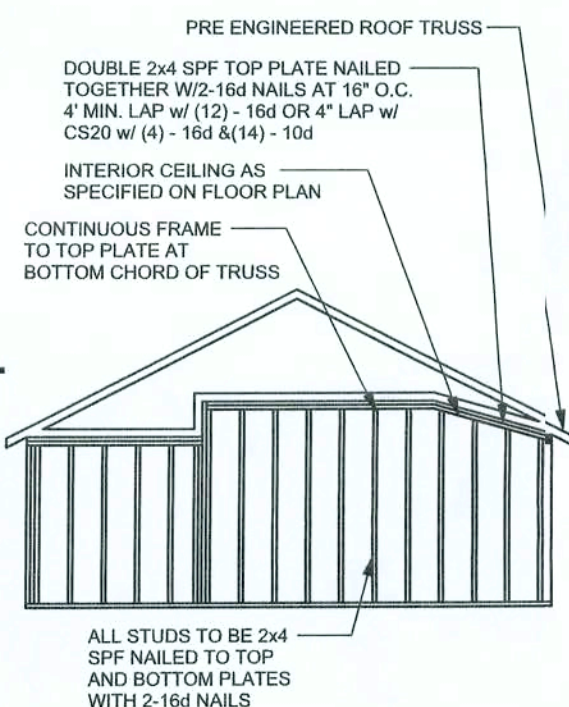 PRE ENGINEERED ROOF TRUSS
DOUBLE 2x4 SPF TOP PLATE NAILED
TOGETHER W/2-16d NAILS AT 16" O.C.
4' MIN. LAP w/ (12) - 16d OR 4" LAP w/
CS20 w/ (4) - 16d &(14) - 10d
INTERIOR CEILING AS
SPECIFIED ON FLOOR PLAN
CONTINUOUS FRAME
TO TOP PLATE AT
BOTTOM CHORD OF TRUSS
ALL STUDS TO BE 2x4
SPF NAILED TO TOP
AND BOTTOM PLATES
WITH 2-16d NAILS